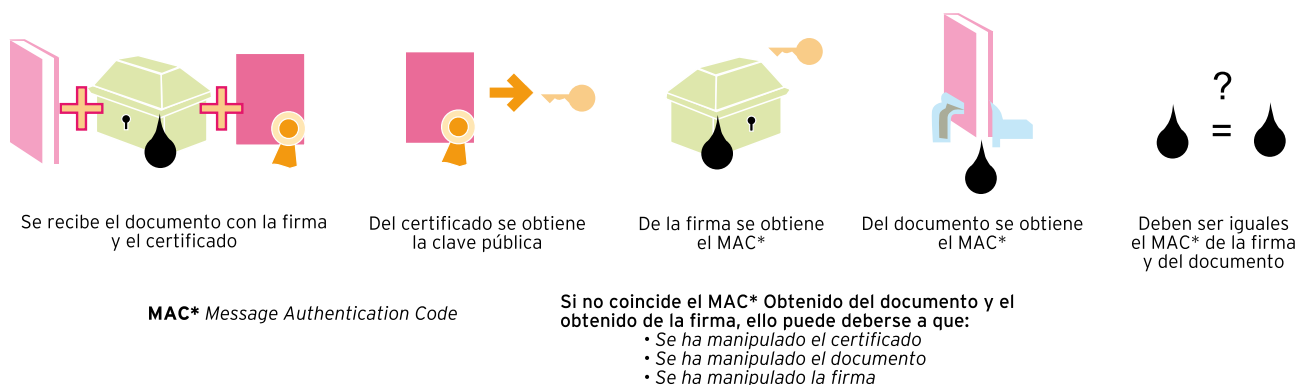 ?
=
Se recibe el documento con la firma
y el certificado
Del certificado se obtiene
la clave pública
De la firma se obtiene
el MAC*
Del documento se obtiene
el MAC*
Deben ser iguales
el MAC* de la firma
y del documento
MAC* Message Authentication Code
Si no coincide el MAC* Obtenido del documento y el
obtenido de la firma, ello puede deberse a que:
• Se ha manipulado el certificado
• Se ha manipulado el documento
• Se ha manipulado la firma